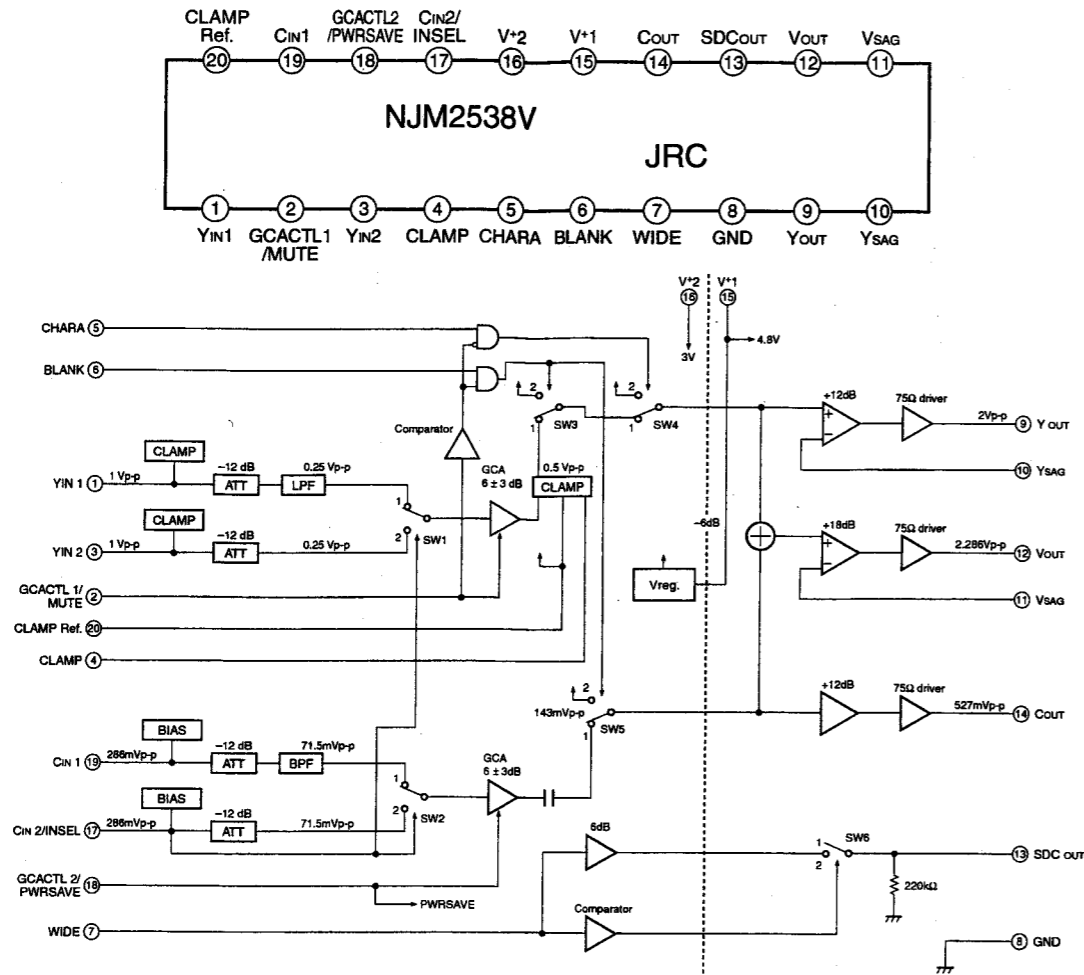 CLAMP Ref.
CIN1
GCACTL2 /PWRSAVE
CIN2/ INSEL
V+2
V+1
COUT
SDCOUT
VOUT
VSAG
20
19
18
17
16
15
14
13
12
11
NJM2538V
JRC
1
2
3
4
5
6
7
8
9
10
YIN1
GCACTL1 /MUTE
YIN2
CLAMP
CHARA
BLANK
WIDE
GND
YOUT
YSAG
V+2
16
3V
V+1
15
4.8V
CHARA 5
BLANK 6
2
1
SW3
2
1
SW4
+12dB
75Ω driver
2Vp-p
9 Y OUT
+
−
10 YSAG
Comparator
CLAMP
YIN 1 1
1 Vp-p
−12 dB
ATT
LPF
0.25 Vp-p
1
2
SW1
GCA
6 ± 3 dB
0.5 Vp-p
CLAMP
CLAMP
YIN 2 3
1 Vp-p
−12 dB
ATT
0.25 Vp-p
−6dB
+18dB
75Ω driver
2.286Vp-p
12 VOUT
+
−
11 VSAG
Vreg.
GCACTL 1/ MUTE 2
CLAMP Ref. 20
CLAMP 4
2
143mVp-p
1
SW5
+12dB
75Ω driver
527mVp-p
14 COUT
BIAS
CIN 1 19
286mVp-p
−12 dB
ATT
BPF
71.5mVp-p
1
2
SW2
GCA
6 ± 3dB
BIAS
CIN 2/INSEL 17
286mVp-p
−12 dB
ATT
71.5mVp-p
GCACTL 2/ PWRSAVE 18
PWRSAVE
6dB
1
2
SW6
13 SDC OUT
220kΩ
WIDE 7
Comparator
8 GND